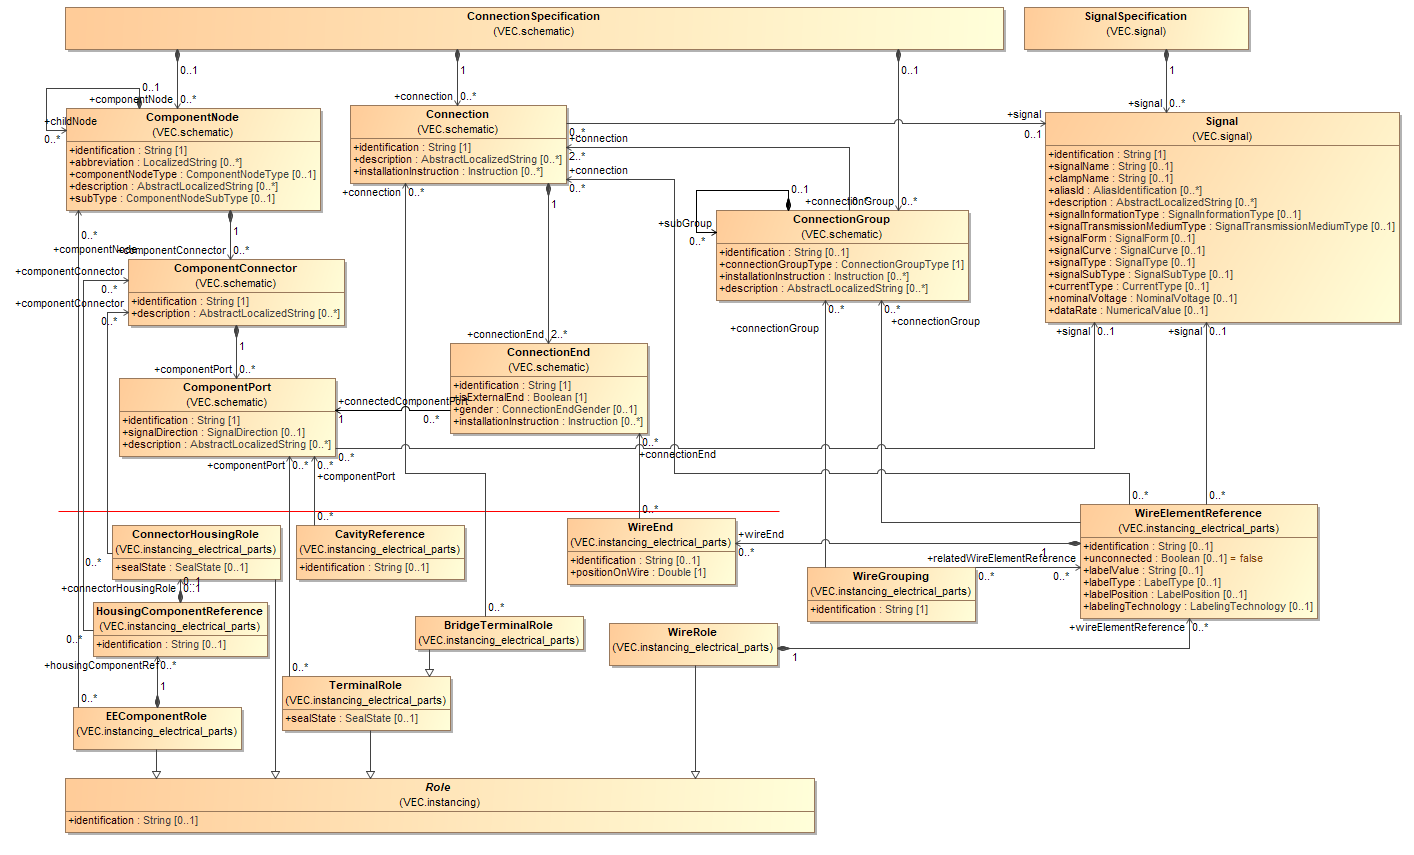 ConnectionSpecification
(VEC.schematic)
SignalSpecification
(VEC.signal)
0..1
1
0..1
1
0..1
+componentNode
0..*
+childNode
0..*
+connection
0..*
+signal
0..*
ComponentNode
(VEC.schematic)
+identification : String [1]
+abbreviation : LocalizedString [0..*]
+componentNodeType : ComponentNodeType [0..1]
+description : AbstractLocalizedString [0..*]
+subType : ComponentNodeSubType [0..1]
Connection
(VEC.schematic)
+identification : String [1]
+description : AbstractLocalizedString [0..*]
+installationInstruction : Instruction [0..*]
0..*
+connection
2..*
+connection
0..*
+connection
0..*
+signal
0..1
Signal
(VEC.signal)
+identification : String [1]
+signalName : String [0..1]
+clampName : String [0..1]
+aliasId : AliasIdentification [0..*]
+description : AbstractLocalizedString [0..*]
+signalInformationType : SignalInformationType [0..1]
+signalTransmissionMediumType : SignalTransmissionMediumType [0..1]
+signalForm : SignalForm [0..1]
+signalCurve : SignalCurve [0..1]
+signalType : SignalType [0..1]
+signalSubType : SignalSubType [0..1]
+currentType : CurrentType [0..1]
+nominalVoltage : NominalVoltage [0..1]
+dataRate : NumericalValue [0..1]
0..1
+connectionGroup
0..*
+subGroup
0..*
ConnectionGroup
(VEC.schematic)
+identification : String [0..1]
+connectionGroupType : ConnectionGroupType [1]
+installationInstruction : Instruction [0..*]
+description : AbstractLocalizedString [0..*]
0..*
+connectionGroup
0..*
+connectionGroup
+signal
0..1
+signal
0..1
1
0..*
+componentNode
+componentConnector
0..*
+componentConnector
0..*
+componentConnector
0..*
ComponentConnector
(VEC.schematic)
+identification : String [1]
+description : AbstractLocalizedString [0..*]
1
+componentPort
0..*
1
+connectionEnd
2..*
ConnectionEnd
(VEC.schematic)
+identification : String [1]
+isExternalEnd : Boolean [1]
+gender : ConnectionEndGender [0..1]
+installationInstruction : Instruction [0..*]
ComponentPort
(VEC.schematic)
+identification : String [1]
+signalDirection : SignalDirection [0..1]
+description : AbstractLocalizedString [0..*]
+connectedComponentPort
1
0..*
0..*
+componentPort
0..*
0..*
+componentPort
0..*
+connectionEnd
0..*
0..*
0..*
0..*
ConnectorHousingRole
(VEC.instancing_electrical_parts)
+sealState : SealState [0..1]
0..*
CavityReference
(VEC.instancing_electrical_parts)
+identification : String [0..1]
WireEnd
(VEC.instancing_electrical_parts)
+identification : String [0..1]
+positionOnWire : Double [1]
+wireEnd
0..*
1
WireElementReference
(VEC.instancing_electrical_parts)
+identification : String [0..1]
+unconnected : Boolean [0..1] = false
+labelValue : String [0..1]
+labelType : LabelType [0..1]
+labelPosition : LabelPosition [0..1]
+labelingTechnology : LabelingTechnology [0..1]
+relatedWireElementReference
0..*
0..*
WireGrouping
(VEC.instancing_electrical_parts)
+identification : String [1]
0..*
+connectorHousingRole
0..1
1
HousingComponentReference
(VEC.instancing_electrical_parts)
+identification : String [0..1]
0..*
0..*
BridgeTerminalRole
(VEC.instancing_electrical_parts)
WireRole
(VEC.instancing_electrical_parts)
1
+wireElementReference
0..*
+housingComponentRef
0..*
1
0..*
TerminalRole
(VEC.instancing_electrical_parts)
+sealState : SealState [0..1]
0..*
EEComponentRole
(VEC.instancing_electrical_parts)
Role
(VEC.instancing)
+identification : String [0..1]